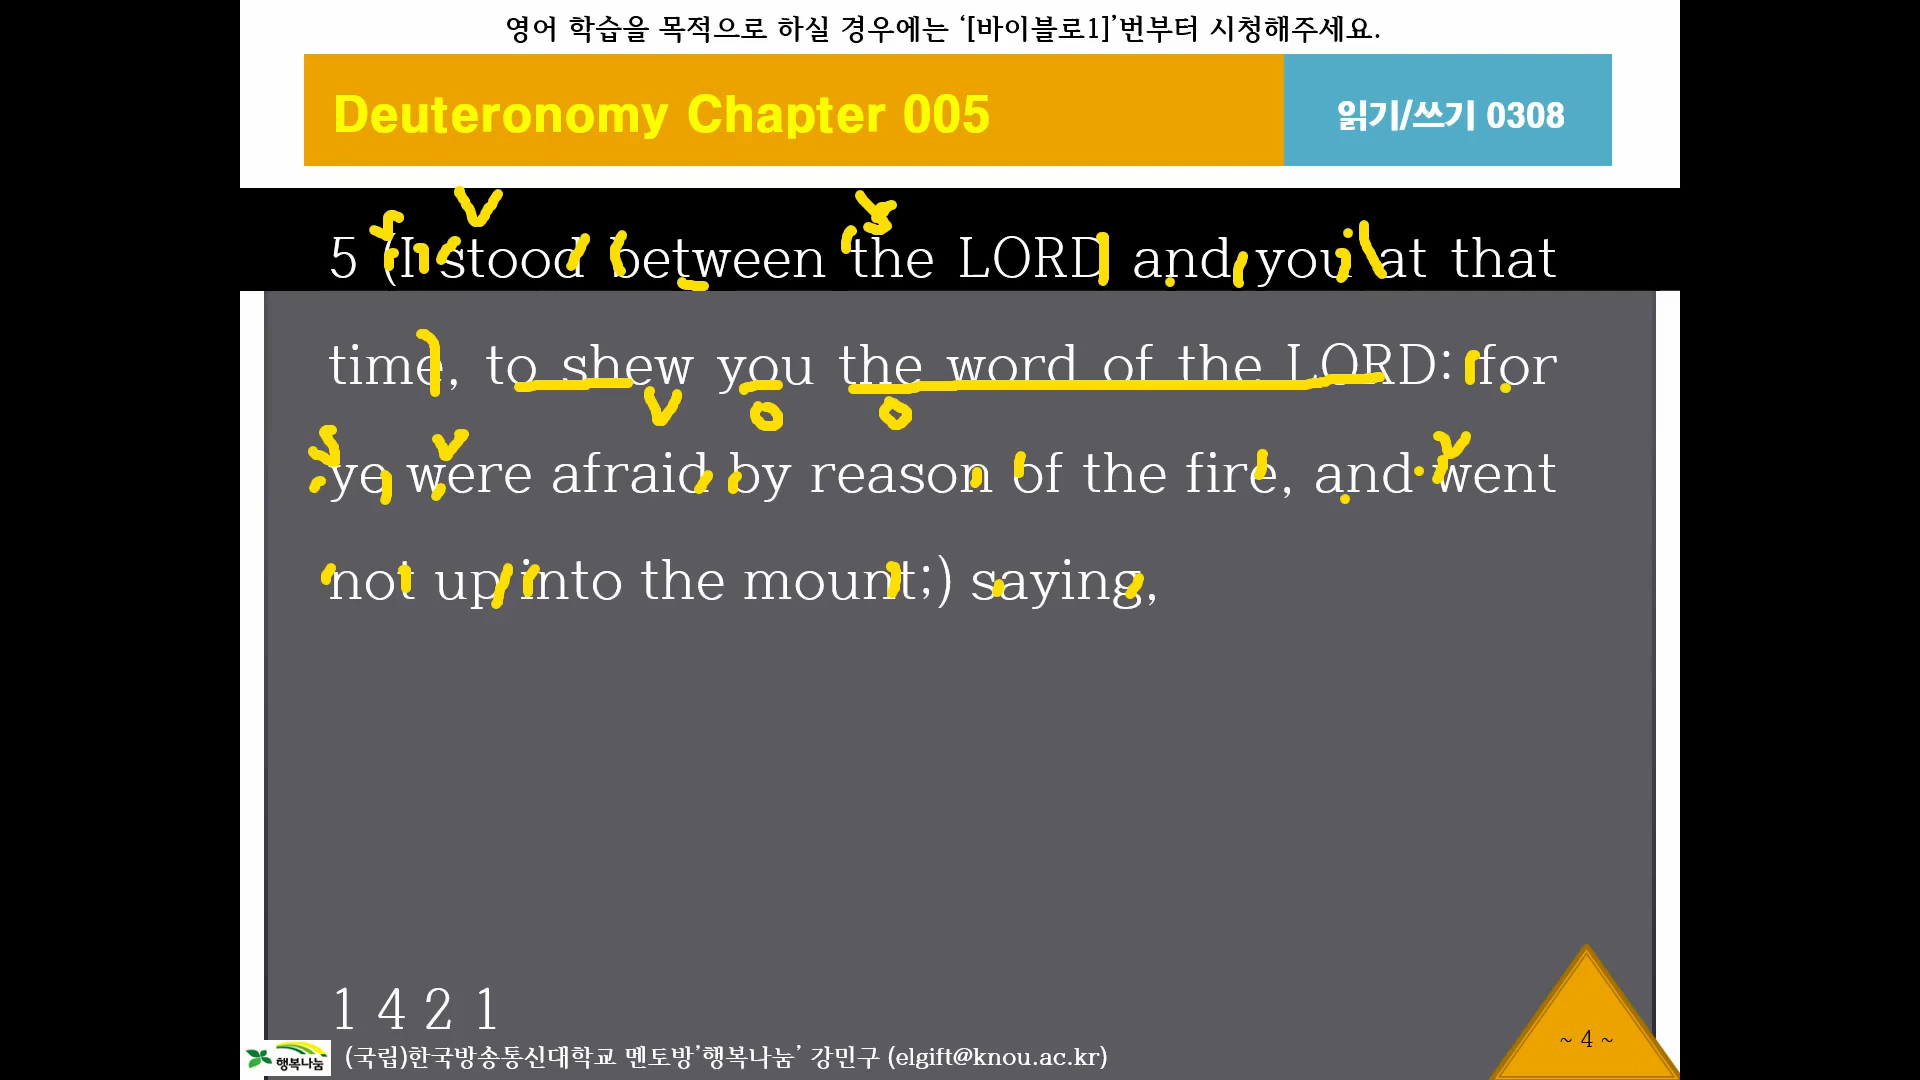 영어 학습을 목적으로 하실 경우에는 ‘[바이블로1]’번부터 시청해주세요.
Deuteronomy Chapter 005
읽기/쓰기 0308
5 (I stood between the LORD and you at that
time, to shew you the word of the LORD: for
ye were afraid by reason of the fire, and went
not up into the mount;) saying,
1 4 2 1
~ 4 ~
행복나눔
(국립)한국방송통신대학교 멘토방’행복나눔’ 강민구 (elgift@knou.ac.kr)